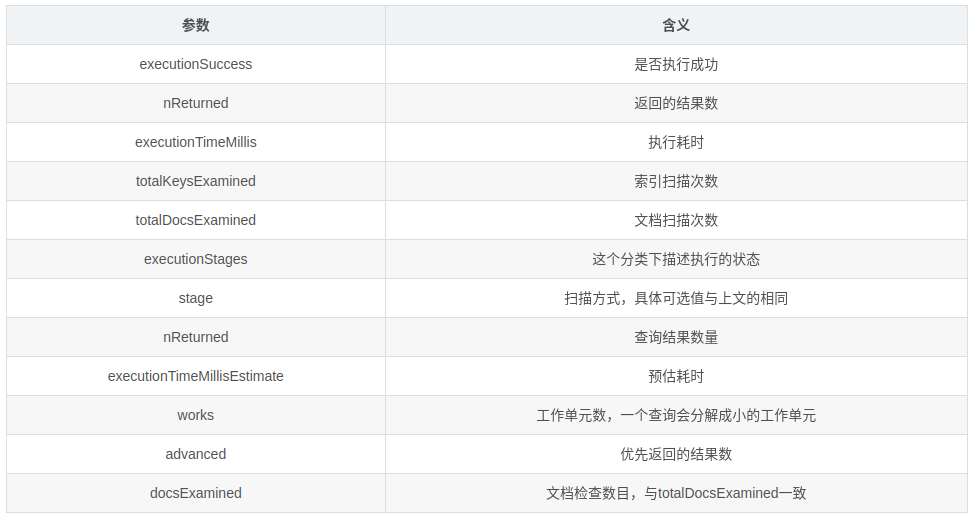 参数 含义
executionSuccess 是否执行成功
nReturned 返回的结果数
executionTimeMillis 执行耗时
totalKeysExamined 索引扫描次数
totalDocsExamined 文档扫描次数
executionStages 这个分类下描述执行的状态
stage 扫描方式，具体可选值与上文的相同
nReturned 查询结果数量
executionTimeMillisEstimate 预估耗时
works 工作单元数，一个查询会分解成小的工作单元
advanced 优先返回的结果数
docsExamined 文档检查数目，与totalDocsExamined一致